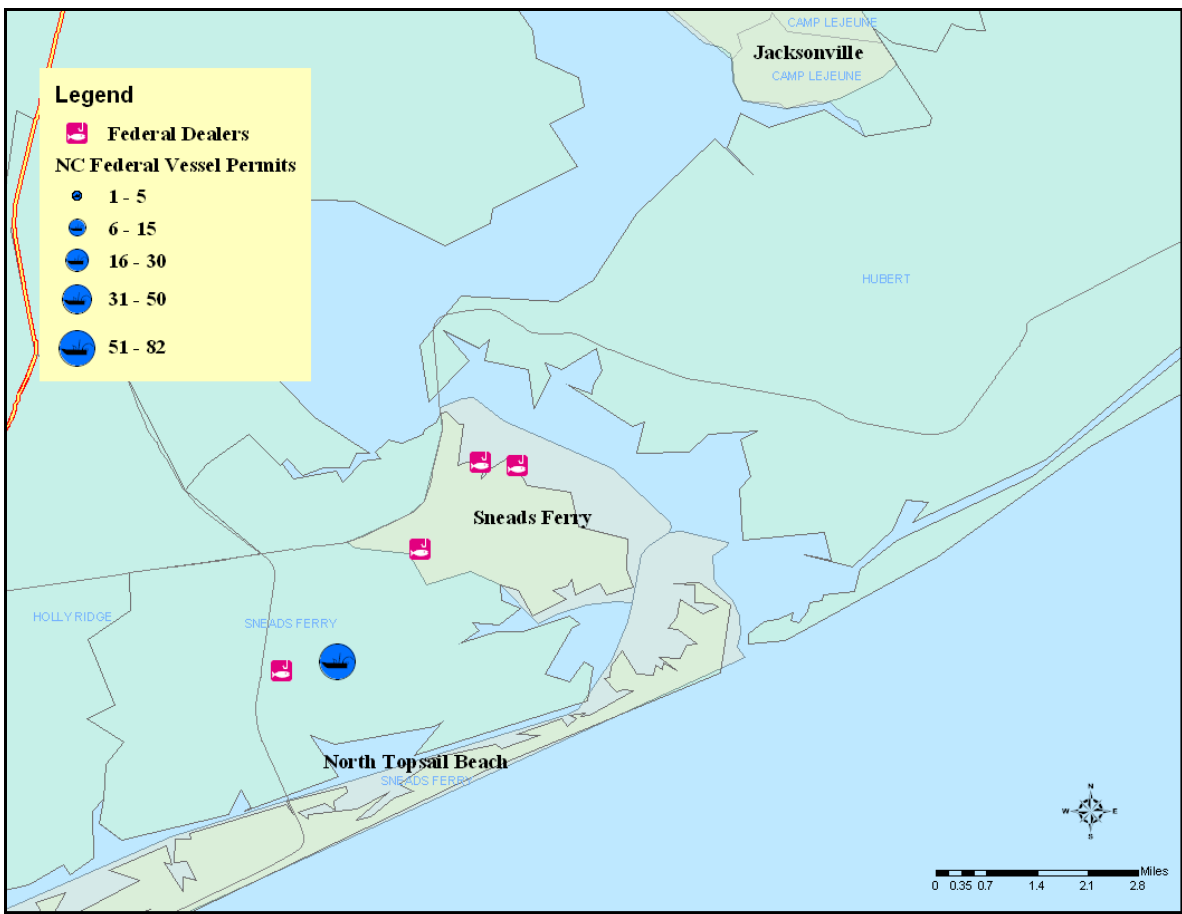 CAMP LEJEUNE
Jacksonville
CAMP LEJEUNE
Legend
Federal Dealers
NC Federal Vessel Permits
1 - 5
6 - 15
16 - 30
31 - 50
51 - 82
HUBERT
Sneads Ferry
HOLLY RIDGE
SNEADS FERRY
North Topsail Beach
SNEADS FERRY
N
W E
S
Miles
0 0.35 0.7 1.4 2.1 2.8